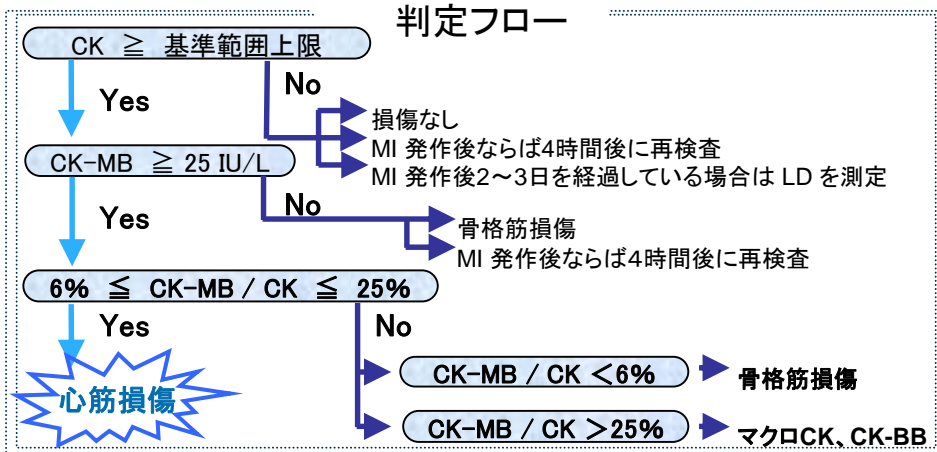 判定フロー
CK ≧ 基準範囲上限
Yes
No
損傷なし
MI 発作後ならば4時間後に再検査
MI 発作後2～3日を経過している場合は LD を測定
CK-MB ≧ 25 IU/L
Yes
No
骨格筋損傷
MI 発作後ならば4時間後に再検査
6% ≦ CK-MB / CK ≦ 25%
Yes
No
心筋損傷
CK-MB / CK ＜6%
骨格筋損傷
CK-MB / CK ＞25%
マクロCK、CK-BB